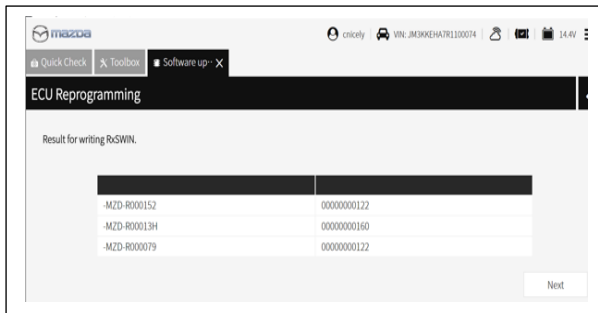 mazda
cnicely VIN: JM3KKEHA7R1100074 14.4V
Quick Check Toolbox Software up·· X
ECU Reprogramming
Result for writing RxSWIN.
-MZD-R000152 00000000122
-MZD-R00013H 00000000160
-MZD-R000079 00000000122
Next